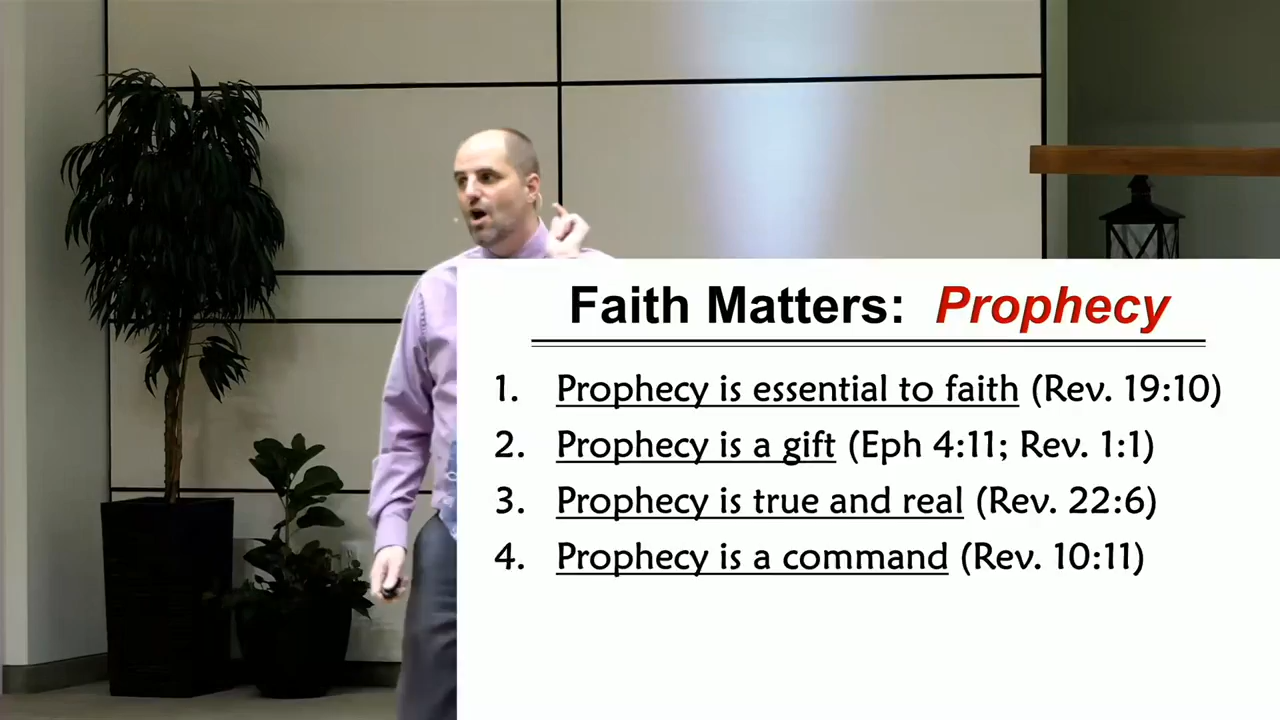 Faith Matters: Prophecy
1. Prophecy is essential to faith (Rev. 19:10)
2. Prophecy is a gift (Eph 4:11; Rev. 1:1)
3. Prophecy is true and real (Rev. 22:6)
4. Prophecy is a command (Rev. 10:11)